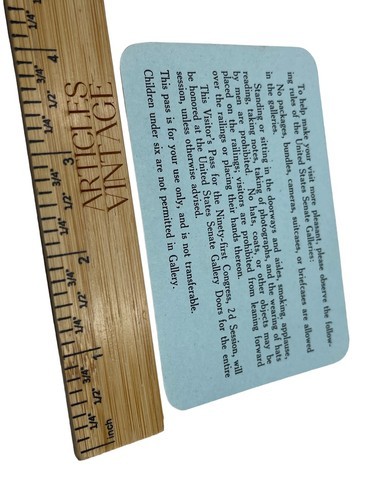 To help make your visit more pleasant, please observe the follow-
ing rules of the United States Senate Galleries:
No packages, bundles, cameras, suitcases, or briefcases are allowed
in the galleries.
Standing or sitting in the doorways and aisles, smoking, applause,
reading, taking notes, taking of photographs, and the wearing of hats
by men are prohibited. No hats, coats, or other objects may be
placed on the railings; visitors are prohibited from leaning forward
over the railings or placing their hands thereon.
This Visitor's Pass for the Ninety-first Congress, 2d Session, will
be honored at the United States Senate Gallery Doors for the entire
session, unless otherwise advised.
This pass is for your use only, and is not transferable.
Children under six are not permitted in Gallery.
VINTAGE
ARTICLES
4
3/4"
1/2"
1/4"
3
3/4"
1/2"
1/4"
2
3/4"
1/2"
1/4"
1
3/4"
1/2"
1/4"
inch